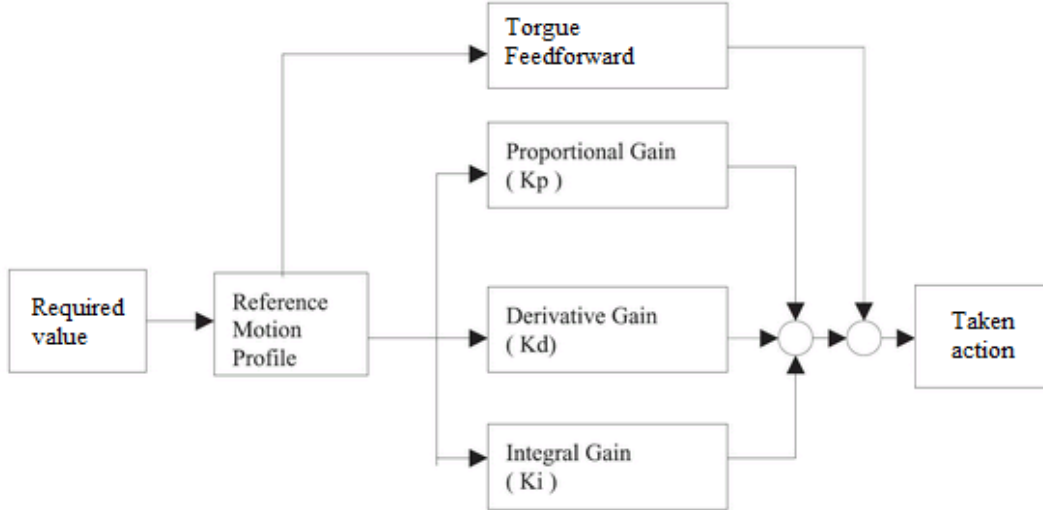 Torgue
Feedforward
Proportional Gain
( Kp )
Required
value
Reference
Motion
Profile
Derivative Gain
( Kd)
Integral Gain
( Ki )
Taken
action